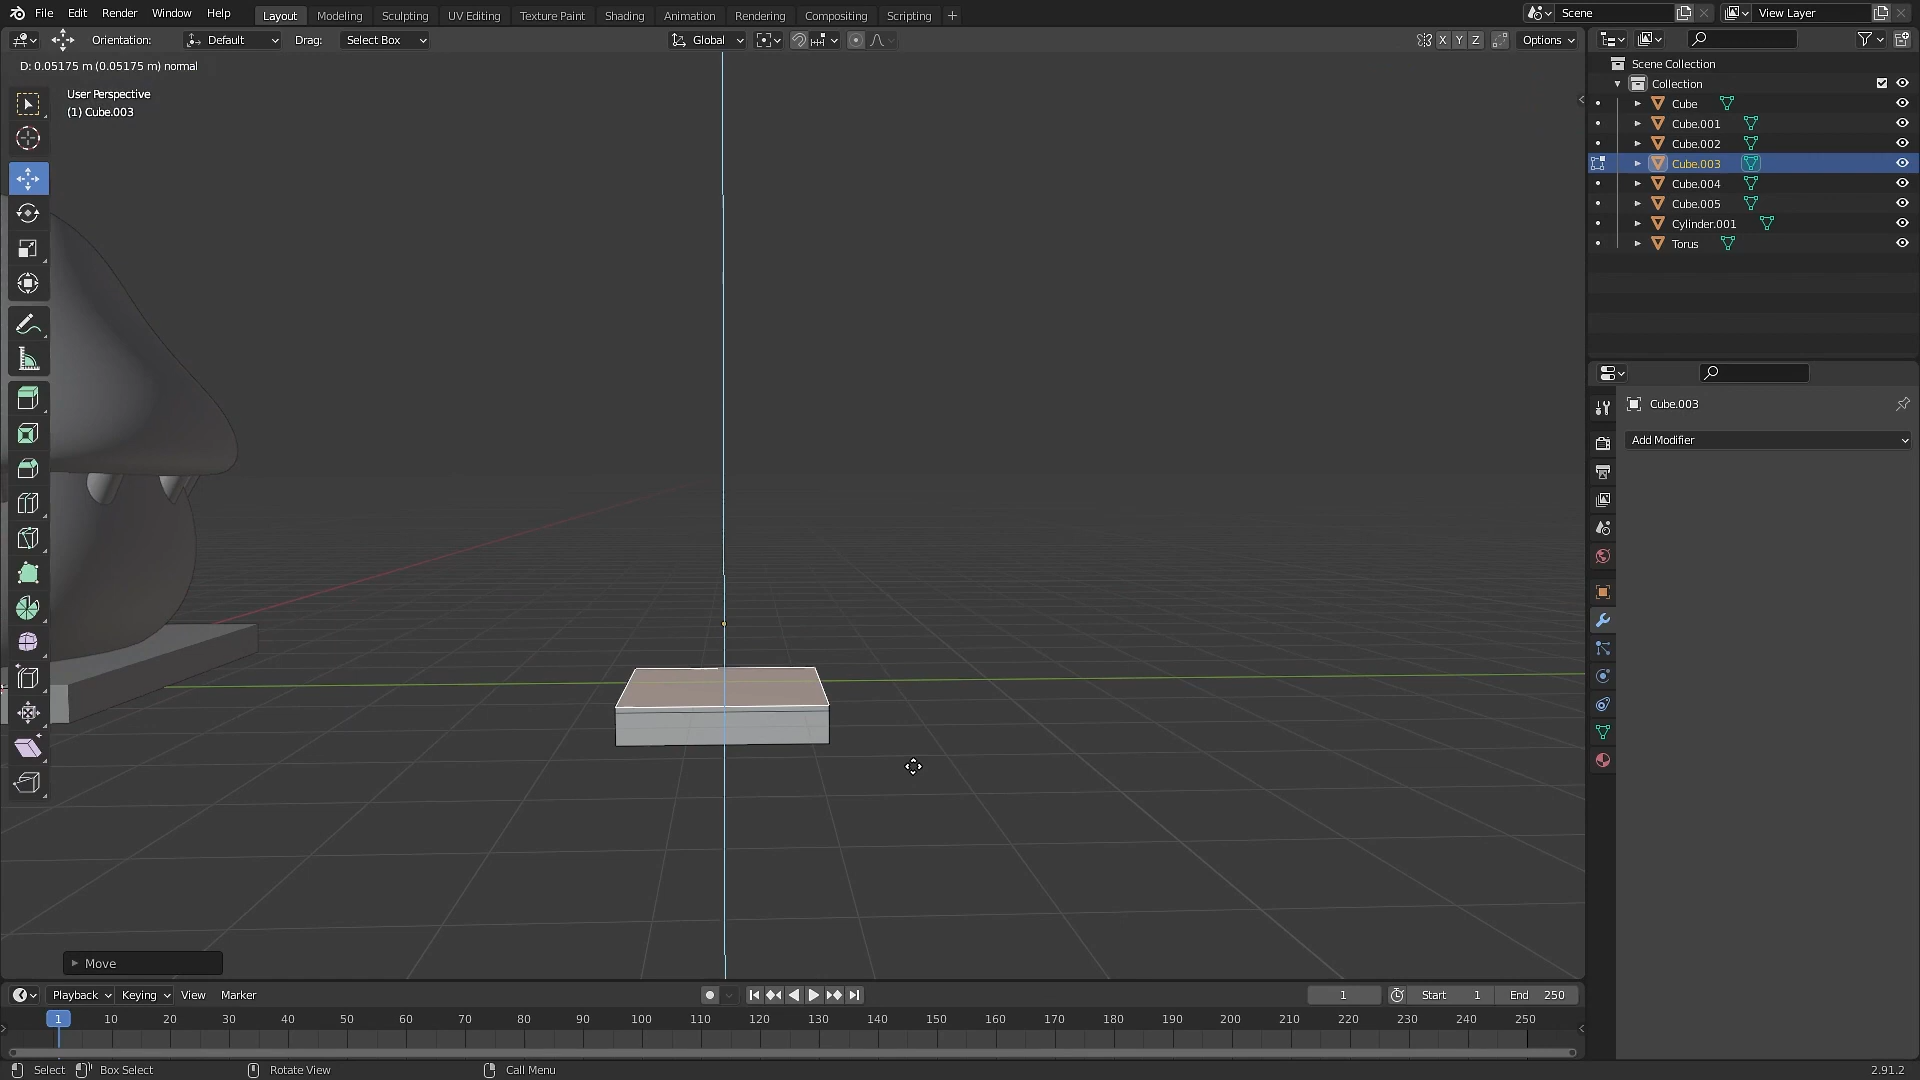 File Edit Render Window Help Layout Modeling Sculpting UV Editing Texture Paint Shading Animation Rendering Compositing Scripting + Scene View Layer
Orientation: Default Drag: Select Box Global X Y Z Options
D: 0.05175 m (0.05175 m) normal
User Perspective
(1) Cube.003
Scene Collection
Collection
Cube
Cube.001
Cube.002
Cube.003
Cube.004
Cube.005
Cylinder.001
Torus
Cube.003
Add Modifier
Move
Playback Keying View Marker 1 Start 1 End 250
1 10 20 30 40 50 60 70 80 90 100 110 120 130 140 150 160 170 180 190 200 210 220 230 240 250
Select Box Select Rotate View Call Menu 2.91.2